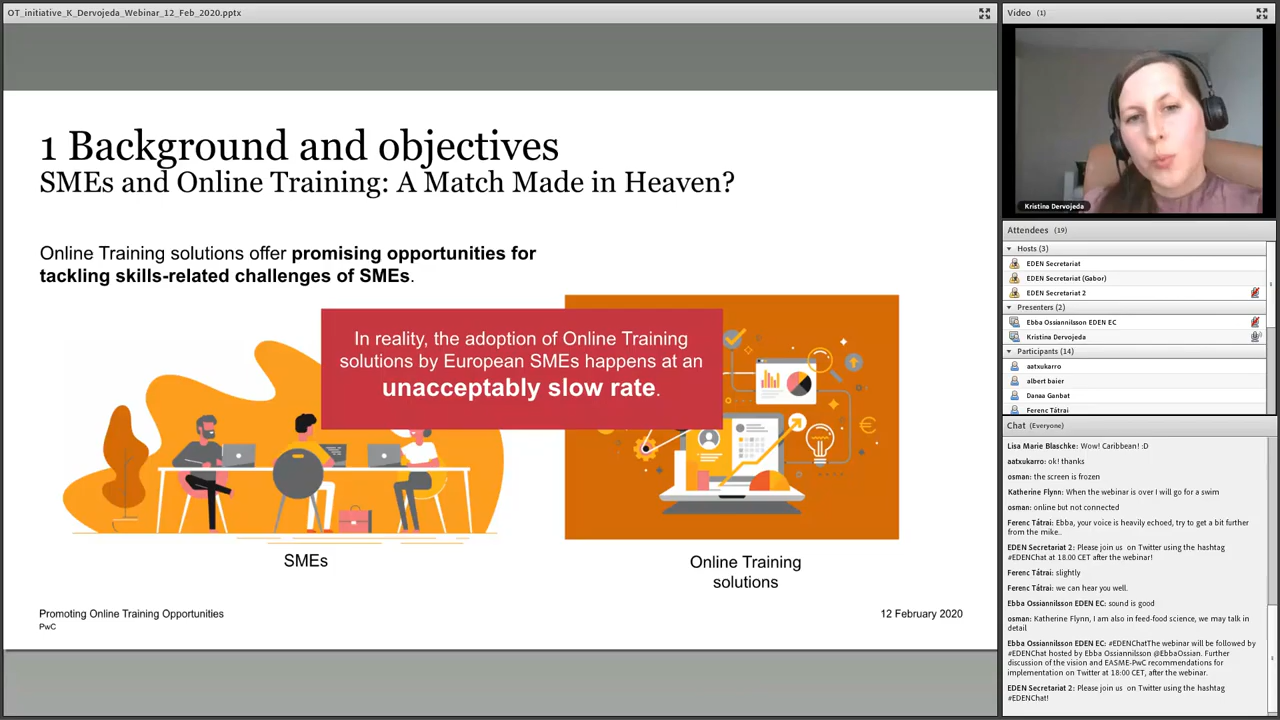 OT_initiative_K_Dervojeda_Webinar_12_Feb_2020.pptx
1 Background and objectives
SMEs and Online Training: A Match Made in Heaven?
Online Training solutions offer promising opportunities for
tackling skills-related challenges of SMEs.
In reality, the adoption of Online Training
solutions by European SMEs happens at an
unacceptably slow rate.
SMEs
Online Training
solutions
Promoting Online Training Opportunities
PwC
12 February 2020
Video (1)
Kristina Dervojeda
Attendees (19)
Hosts (3)
EDEN Secretariat
EDEN Secretariat (Gabor)
EDEN Secretariat 2
Presenters (2)
Ebba Ossiannilsson EDEN EC
Kristina Dervojeda
Participants (14)
aatxukarro
albert baier
Danaa Ganbat
Ferenc Tátrai
Chat (Everyone)
Lisa Marie Blaschke: Wow! Caribbean! :D
aatxukarro: ok! thanks
osman: the screen is frozen
Katherine Flynn: When the webinar is over I will go for a swim
osman: online but not connected
Ferenc Tátrai: Ebba, your voice is heavily echoed, try to get a bit further
from the mike..
EDEN Secretariat 2: Please join us on Twitter using the hashtag
#EDENChat at 18.00 CET after the webinar!
Ferenc Tátrai: slightly
Ferenc Tátrai: we can hear you well.
Ebba Ossiannilsson EDEN EC: sound is good
osman: Katherine Flynn, I am also in feed-food science, we may talk in
detail
Ebba Ossiannilsson EDEN EC: #EDENChatThe webinar will be followed by
#EDENChat hosted by Ebba Ossiannilsson @EbbaOssian. Further
discussion of the vision and EASME-PwC recommendations for
implementation on Twitter at 18:00 CET, after the webinar.
EDEN Secretariat 2: Please join us on Twitter using the hashtag
#EDENChat!